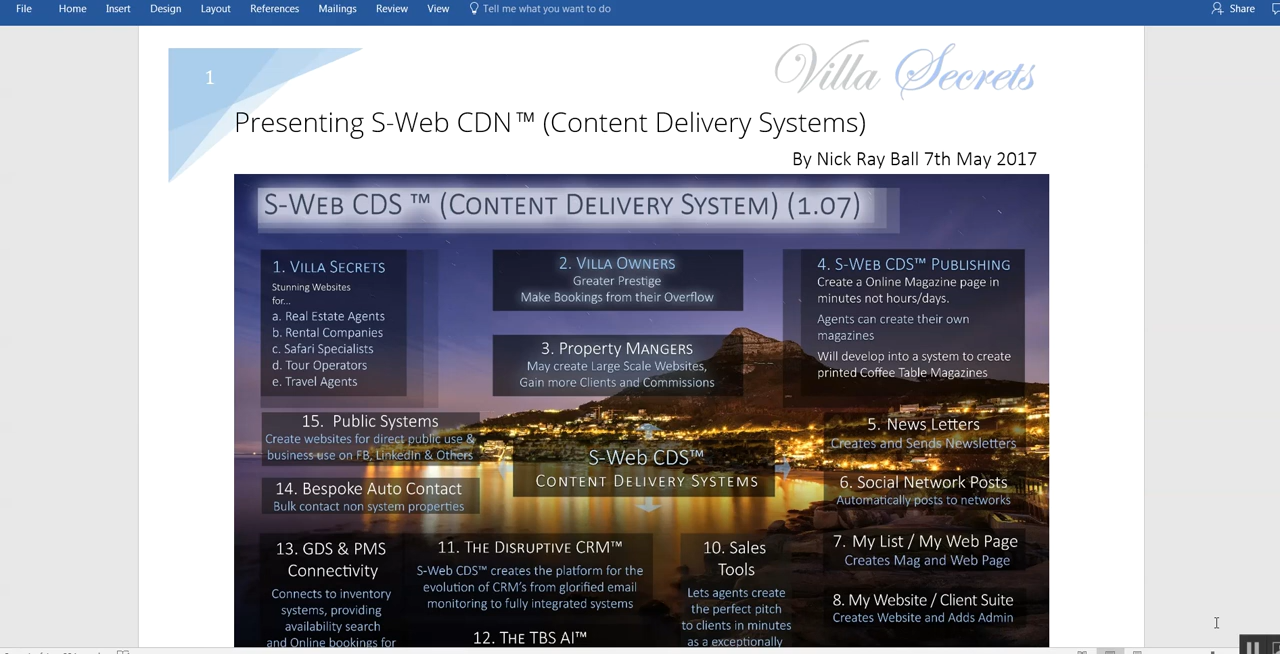 File Home Insert Design Layout References Mailings Review View Tell me what you want to do Share
1
Villa Secrets
Presenting S-Web CDN™ (Content Delivery Systems)
By Nick Ray Ball 7th May 2017
S-Web CDS ™ (Content Delivery System) (1.07)
1. Villa Secrets
Stunning Websites
for...
a. Real Estate Agents
b. Rental Companies
c. Safari Specialists
d. Tour Operators
e. Travel Agents
2. Villa Owners
Greater Prestige
Make Bookings from their Overflow
3. Property Mangers
May create Large Scale Websites,
Gain more Clients and Commissions
4. S-Web CDS™ Publishing
Create a Online Magazine page in
minutes not hours/days.
Agents can create their own
magazines
Will develop into a system to create
printed Coffee Table Magazines
15. Public Systems
Create websites for direct public use &
business use on FB, LinkedIn & Others
S-Web CDS™
Content Delivery Systems
5. News Letters
Creates and Sends Newsletters
14. Bespoke Auto Contact
Bulk contact non system properties
6. Social Network Posts
Automatically posts to networks
13. GDS & PMS
Connectivity
Connects to inventory
systems, providing
availability search
and Online bookings for
11. The Disruptive CRM™
S-Web CDS™ creates the platform for the
evolution of CRM's from glorified email
monitoring to fully integrated systems
12. The TBS AI™
10. Sales
Tools
Lets agents create
the perfect pitch
to clients in minutes
as a exceptionally
7. My List / My Web Page
Creates Mag and Web Page
8. My Website / Client Suite
Creates Website and Adds Admin